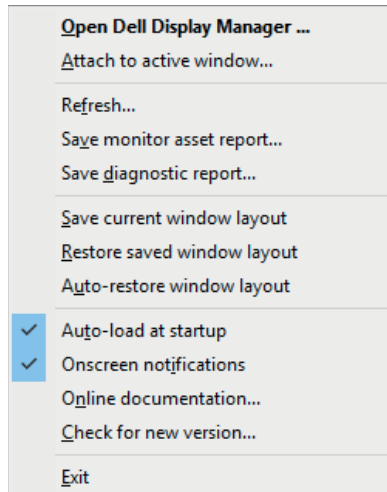 Open Dell Display Manager ...
Attach to active window...
Refresh...
Save monitor asset report...
Save diagnostic report...
Save current window layout
Restore saved window layout
Auto-restore window layout
Auto-load at startup
Onscreen notifications
Online documentation...
Check for new version...
Exit